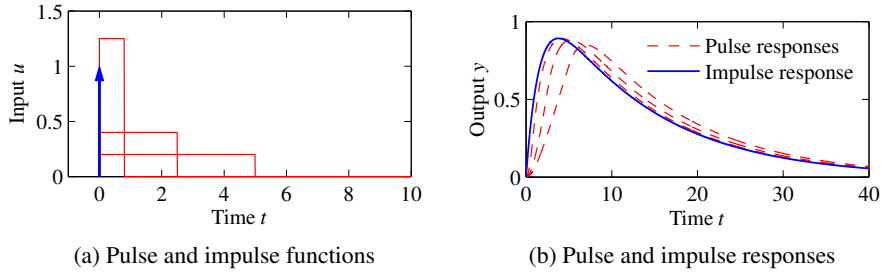 Input u
1.5
1
0.5
0
0
2
4
6
8
10
Time t
(a) Pulse and impulse functions
Output y
1
0.5
0
0
10
20
30
40
Time t
Pulse responses
Impulse response
(b) Pulse and impulse responses